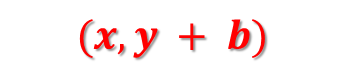 (x, y + b)